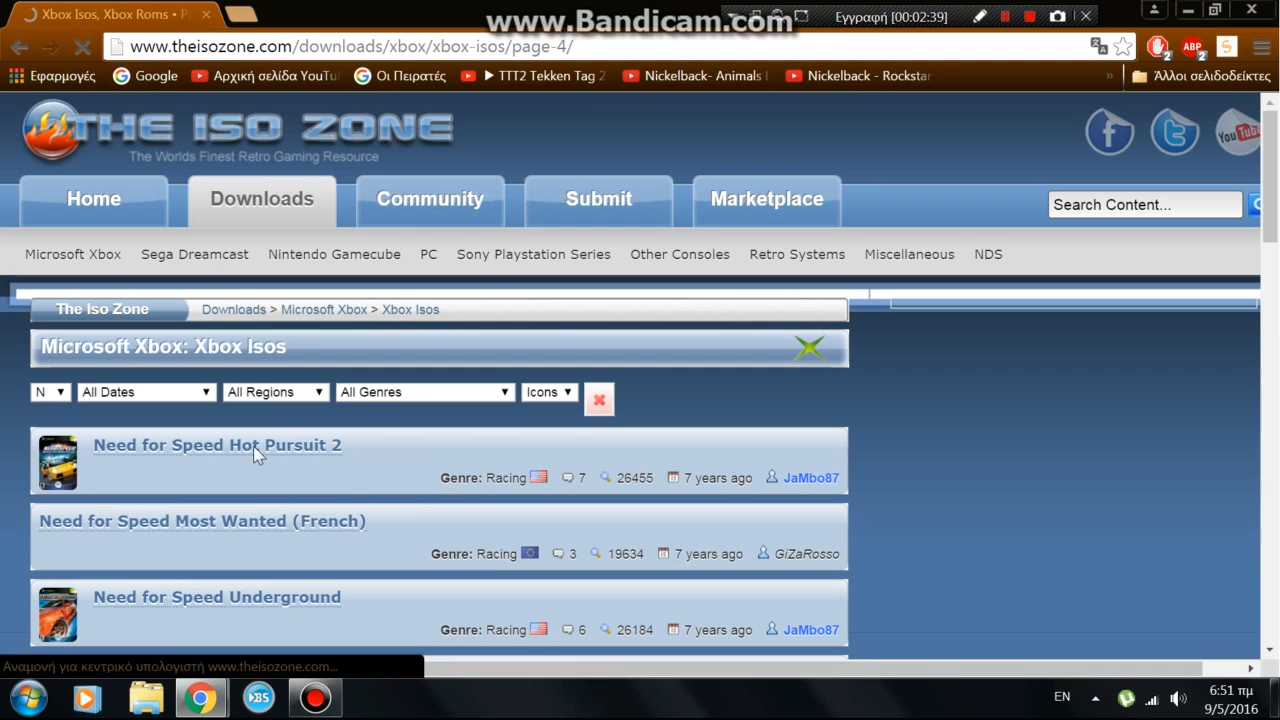 Xbox Isos, Xbox Roms • P
www.Bandicam.com
Εγγραφή [00:02:39]
www.theisozone.com/downloads/xbox/xbox-isos/page-4/
2
ABP
2
Εφαρμογές
Google
Αρχική σελίδα YouTu
Οι Πειρατές
► TTT2 Tekken Tag 2
Nickelback- Animals L
Nickelback - Rockstar
»
Άλλοι σελιδοδείκτες
THE ISO ZONE
The Worlds Finest Retro Gaming Resource
YouTube
Home
Downloads
Community
Submit
Marketplace
Search Content...
Microsoft Xbox
Sega Dreamcast
Nintendo Gamecube
PC
Sony Playstation Series
Other Consoles
Retro Systems
Miscellaneous
NDS
The Iso Zone
Downloads > Microsoft Xbox > Xbox Isos
Microsoft Xbox: Xbox Isos
N
All Dates
All Regions
All Genres
Icons
Need for Speed Hot Pursuit 2
Genre: Racing 7 26455 7 years ago JaMbo87
Need for Speed Most Wanted (French)
Genre: Racing 3 19634 7 years ago GiZaRosso
Need for Speed Underground
Genre: Racing 6 26184 7 years ago JaMbo87
Αναμονή για κεντρικό υπολογιστή www.theisozone.com...
BS
EN
6:51 πμ
9/5/2016